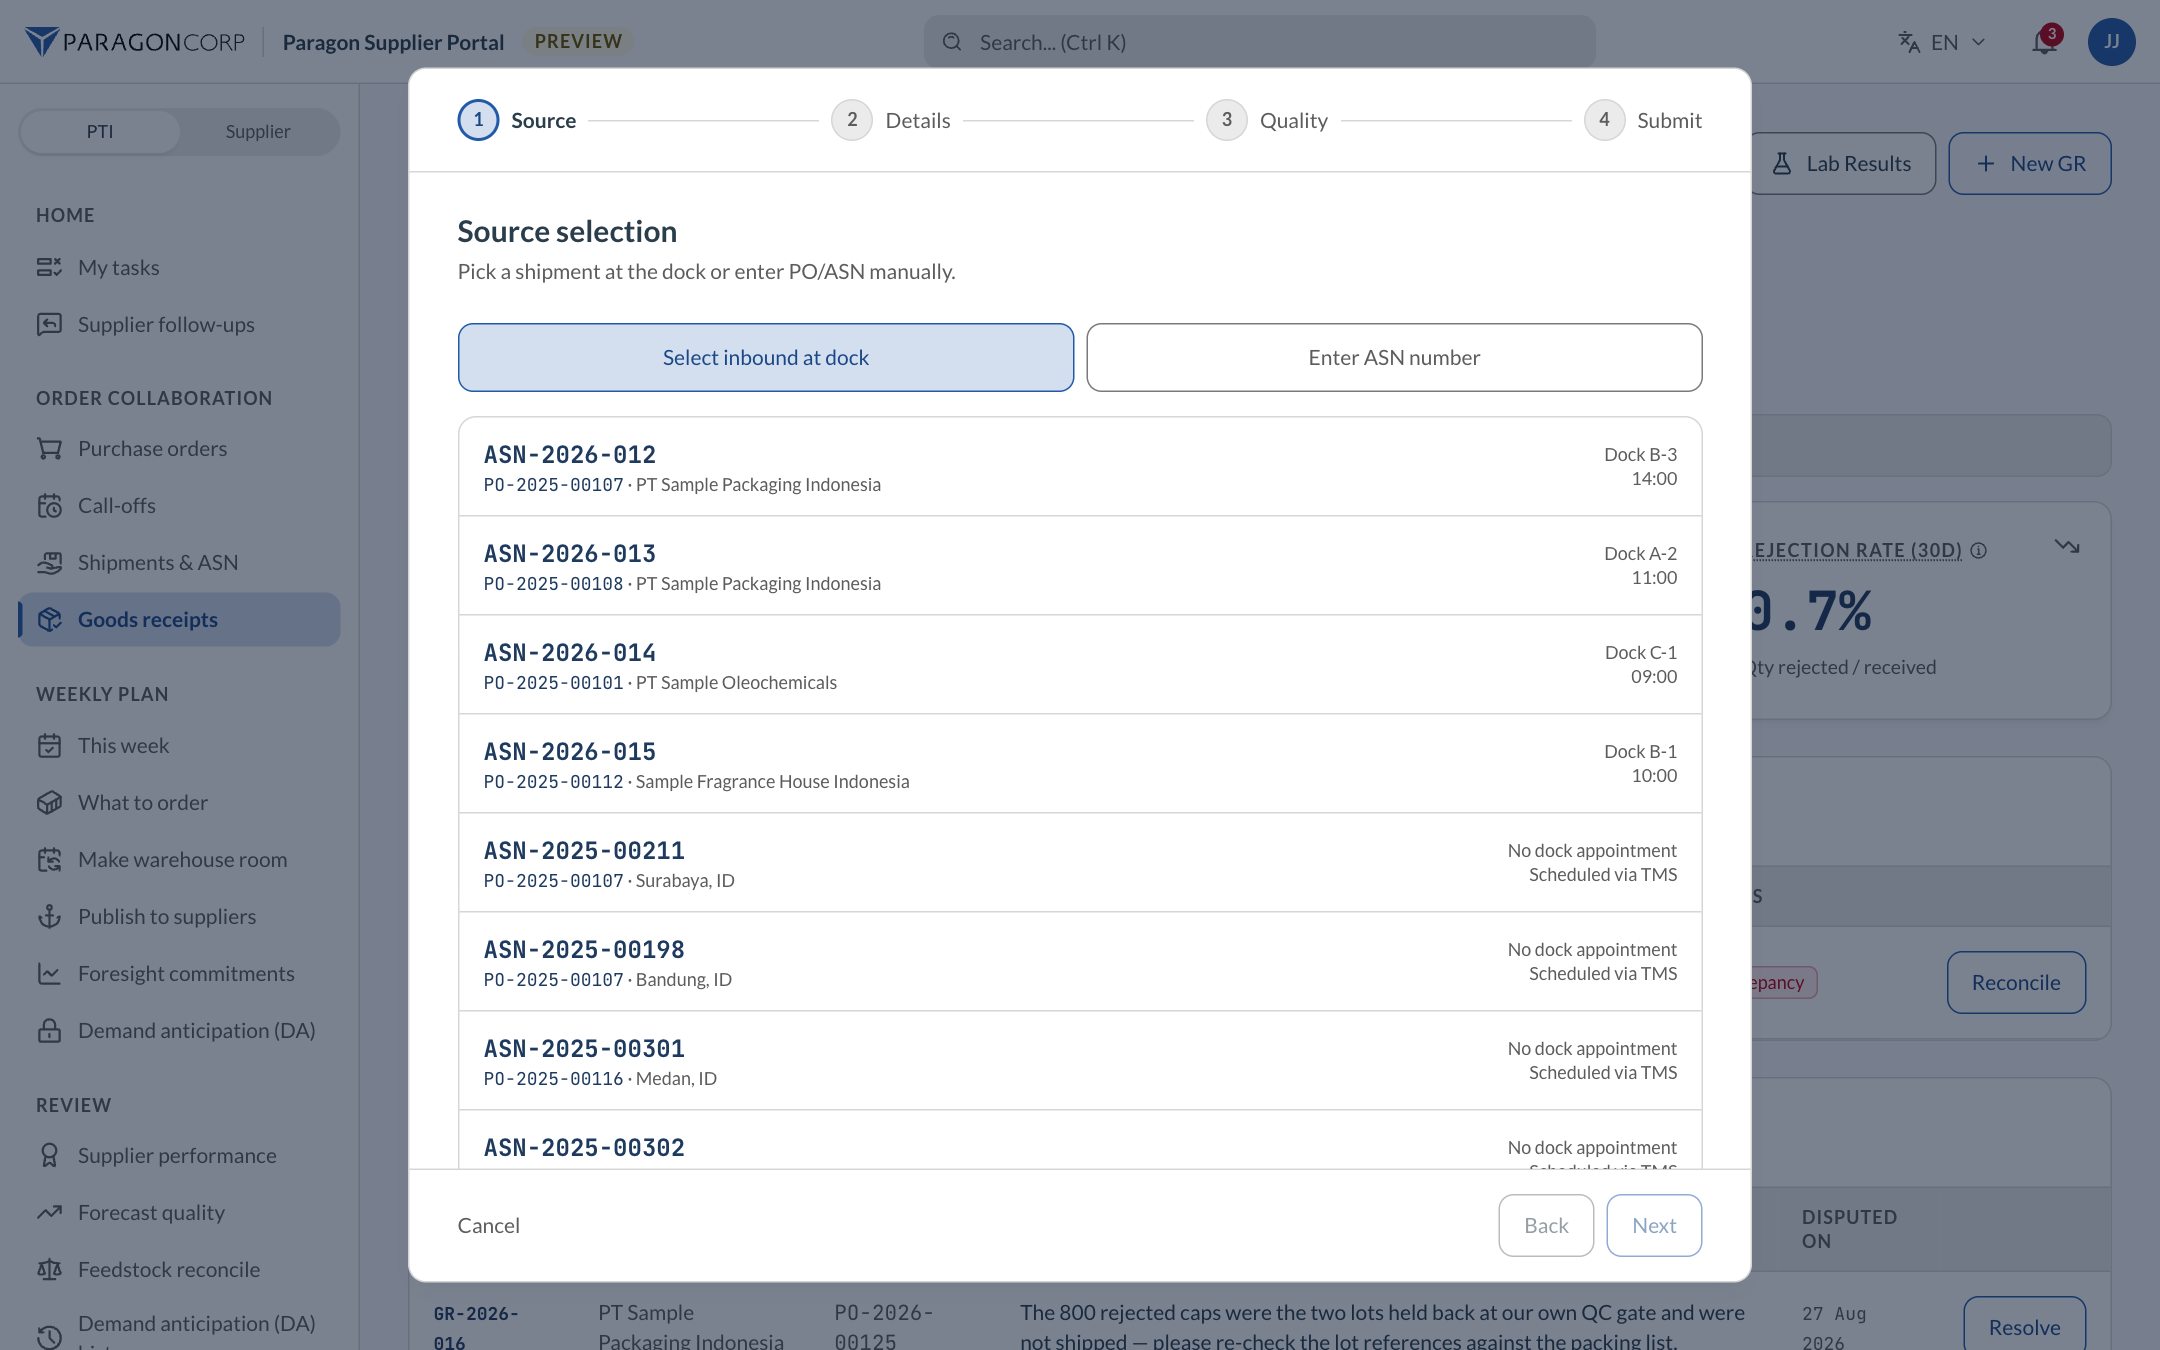 PARAGONCORP
Paragon Supplier Portal
PREVIEW
Search... (Ctrl K)
EN
3
JJ
PTI
Supplier
HOME
My tasks
Supplier follow-ups
ORDER COLLABORATION
Purchase orders
Call-offs
Shipments & ASN
Goods receipts
WEEKLY PLAN
This week
What to order
Make warehouse room
Publish to suppliers
Foresight commitments
Demand anticipation (DA)
REVIEW
Supplier performance
Forecast quality
Feedstock reconcile
Demand anticipation (DA)
Lab Results
+ New GR
1 Source
2 Details
3 Quality
4 Submit
Source selection
Pick a shipment at the dock or enter PO/ASN manually.
Select inbound at dock
Enter ASN number
ASN-2026-012
PO-2025-00107 · PT Sample Packaging Indonesia
Dock B-3
14:00
ASN-2026-013
PO-2025-00108 · PT Sample Packaging Indonesia
Dock A-2
11:00
ASN-2026-014
PO-2025-00101 · PT Sample Oleochemicals
Dock C-1
09:00
ASN-2026-015
PO-2025-00112 · Sample Fragrance House Indonesia
Dock B-1
10:00
ASN-2025-00211
PO-2025-00107 · Surabaya, ID
No dock appointment
Scheduled via TMS
ASN-2025-00198
PO-2025-00107 · Bandung, ID
No dock appointment
Scheduled via TMS
ASN-2025-00301
PO-2025-00116 · Medan, ID
No dock appointment
Scheduled via TMS
ASN-2025-00302
No dock appointment
Scheduled via TMS
Cancel
Back
Next
EJECTION RATE (30D)
0.7%
Qty rejected / received
S
epancy
Reconcile
DISPUTED
ON
GR-2026-
016
PT Sample
Packaging Indonesia
PO-2026-
00125
The 800 rejected caps were the two lots held back at our own QC gate and were
not shipped — please re-check the lot references against the packing list.
27 Aug
2026
Resolve